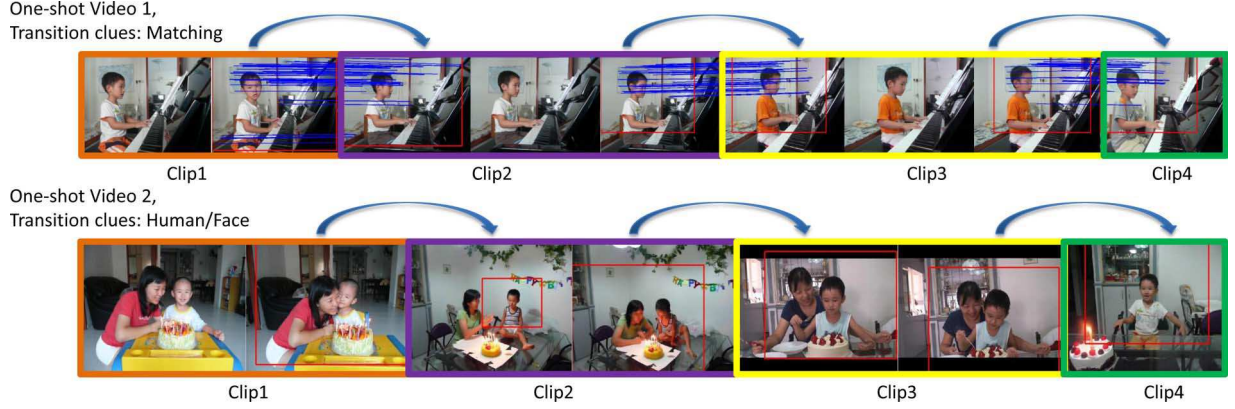 One-shot Video 1,
Transition clues: Matching
Clip1
Clip2
Clip3
Clip4
One-shot Video 2,
Transition clues: Human/Face
Clip1
Clip2
Clip3
Clip4